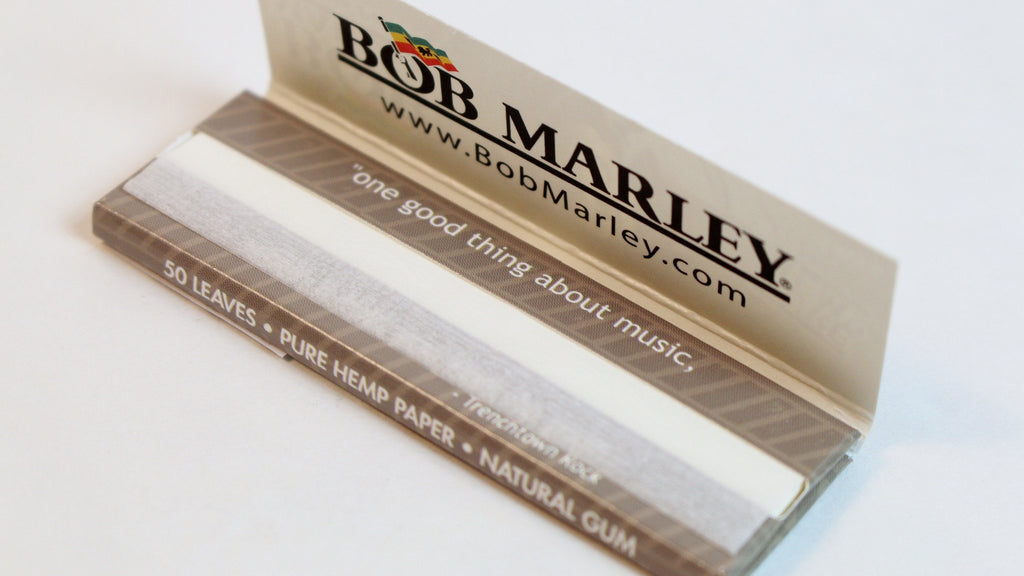 BOB MARLEY®
www.BobMarley.com
"one good thing about music,
- Trenchtown Rock
50 LEAVES • PURE HEMP PAPER • NATURAL GUM